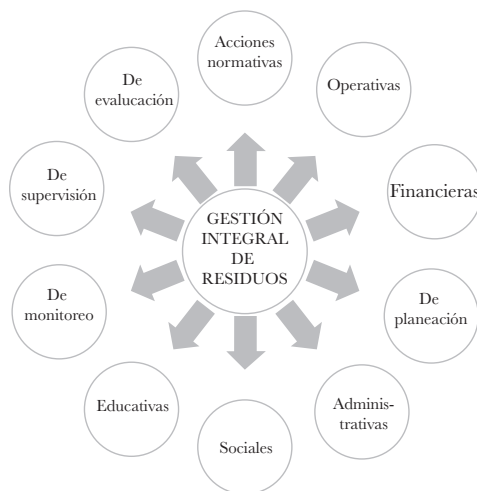 Acciones
normativas
Operativas
Financieras
De
planeación
Adminis-
trativas
Sociales
Educativas
De
monitoreo
De
supervisión
De
evalucación
GESTIÓN
INTEGRAL
DE
RESIDUOS